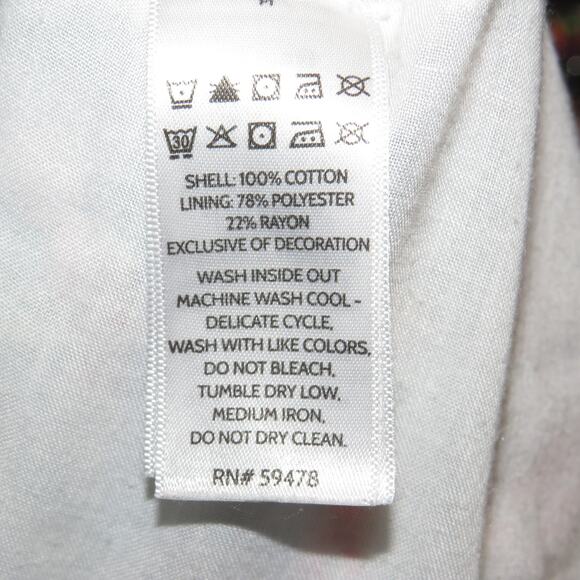 M
30
SHELL: 100% COTTON
LINING: 78% POLYESTER
22% RAYON
EXCLUSIVE OF DECORATION
WASH INSIDE OUT
MACHINE WASH COOL -
DELICATE CYCLE,
WASH WITH LIKE COLORS,
DO NOT BLEACH,
TUMBLE DRY LOW,
MEDIUM IRON,
DO NOT DRY CLEAN.
RN# 59478